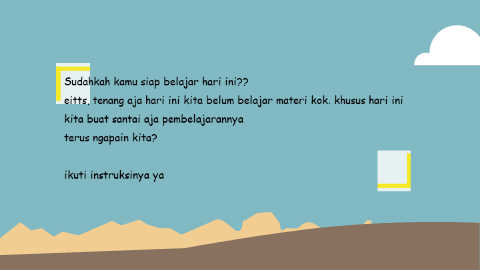 Sudahkah kamu siap belajar hari ini??
eitts, tenang aja hari ini kita belum belajar materi kok. khusus hari ini
kita buat santai aja pembelajarannya
terus ngapain kita?
ikuti instruksinya ya